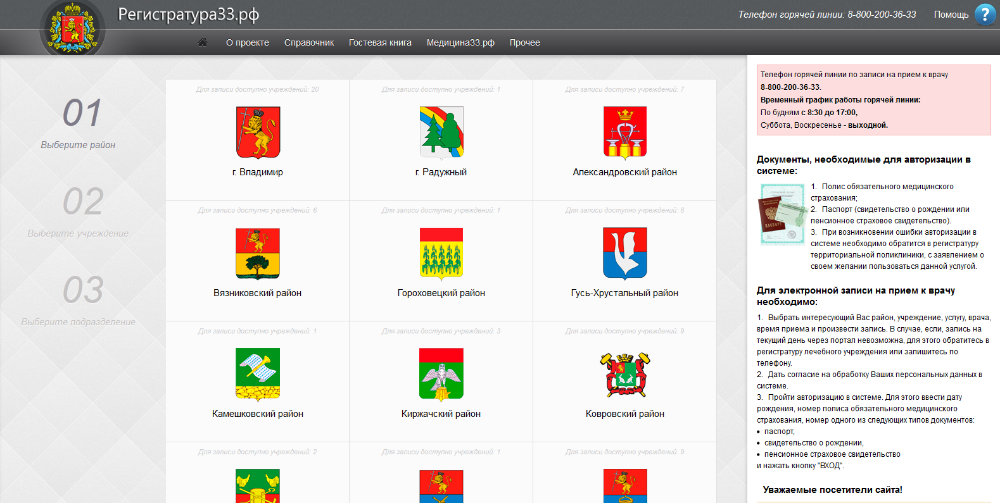 Регистратура33.рф
Телефон горячей линии: 8-800-200-36-33
Помощь
?
О проекте
Справочник
Гостевая книга
Медицина33.рф
Прочее
01
Выберите район
02
Выберите учреждение
03
Выберите подразделение
Для записи доступно учреждений: 20
г. Владимир
Для записи доступно учреждений: 1
г. Радужный
Для записи доступно учреждений: 7
Александровский район
Для записи доступно учреждений: 6
Вязниковский район
Для записи доступно учреждений: 1
Гороховецкий район
Для записи доступно учреждений: 8
Гусь-Хрустальный район
Для записи доступно учреждений: 1
Камешковский район
Для записи доступно учреждений: 3
Киржачский район
Для записи доступно учреждений: 9
Ковровский район
Для записи доступно учреждений: 2
Для записи доступно учреждений: 1
Для записи доступно учреждений: 9
Телефон горячей линии по записи на прием к врачу
8-800-200-36-33.
Временный график работы горячей линии:
По будням с 8:30 до 17:00,
Суббота, Воскресенье - выходной.
Документы, необходимые для авторизации в
системе:
1. Полис обязательного медицинского
страхования;
2. Паспорт (свидетельство о рождении или
пенсионное страховое свидетельство).
3. При возникновении ошибки авторизации в
системе необходимо обратится в регистратуру
территориальной поликлиники, с заявлением о
своем желании пользоваться данной услугой.
ПАСПОРТ
Для электронной записи на прием к врачу
необходимо:
1. Выбрать интересующий Вас район, учреждение, услугу, врача,
время приема и произвести запись. В случае, если, запись на
текущий день через портал невозможна, для этого обратитесь в
регистратуру лечебного учреждения или запишитесь по
телефону.
2. Дать согласие на обработку Ваших персональных данных в
системе.
3. Пройти авторизацию в системе. Для этого ввести дату
рождения, номер полиса обязательного медицинского
страхования, номер одного из следующих типов документов:
• паспорт,
• свидетельство о рождении,
• пенсионное страховое свидетельство
и нажать кнопку "ВХОД".
Уважаемые посетители сайта!